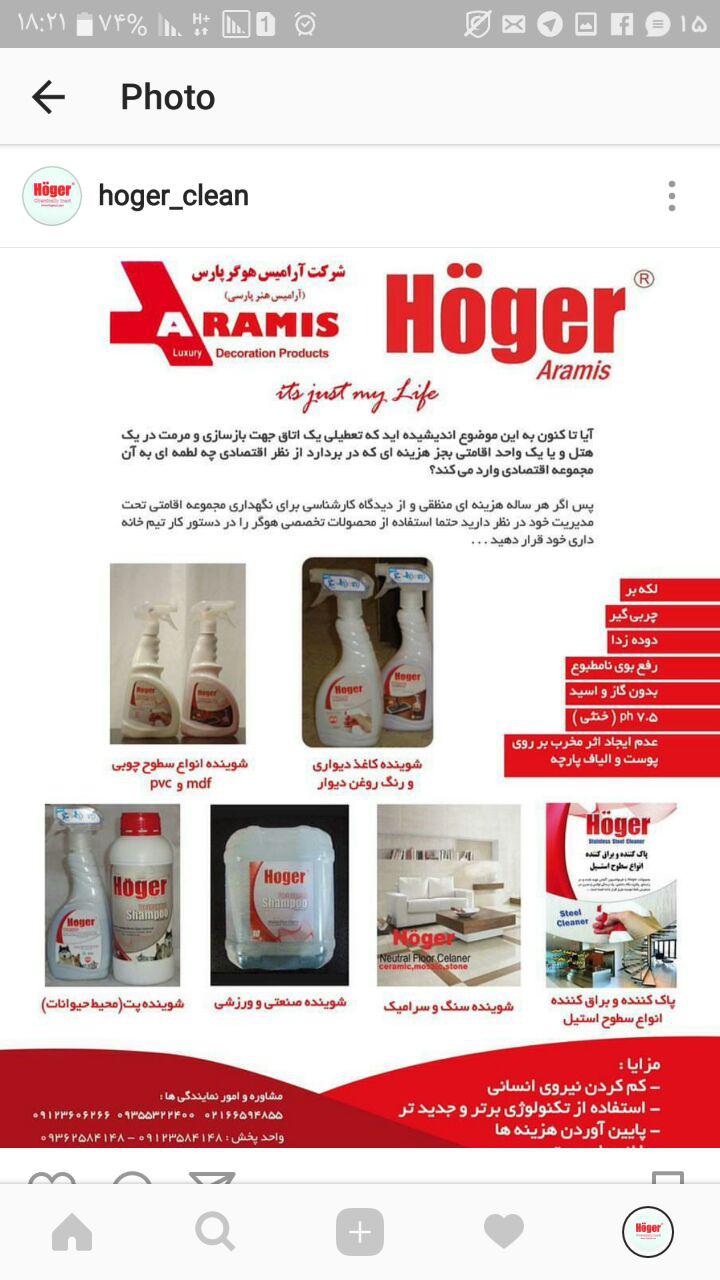 ۱۸:۲۱
۷۴%
H+
1
۱۵
Photo
Höger
hoger_clean
شرکت آرامیس هوگر پارس
(آرامیس هنر پارسی)
ARAMIS
Luxury Decoration Products
Höger ®
Aramis
its just my Life
آیا تا کنون به این موضوع اندیشیده اید که تعطیلی یک اتاق جهت بازسازی و مرمت در یک
هتل و یا یک واحد اقامتی بجز هزینه ای که در بردارد از نظر اقتصادی چه لطمه ای به آن
مجموعه اقتصادی وارد می کند؟
پس اگر هر ساله هزینه ای منطقی و از دیدگاه کارشناسی برای نگهداری مجموعه اقامتی تحت
مدیریت خود در نظر دارید حتما استفاده از محصولات تخصصی هوگر را در دستور کار تیم خانه
داری خود قرار دهید ...
لکه بر
چربی گیر
دوده زدا
رفع بوی نامطبوع
بدون گاز و اسید
ph ۷.۵ ( خنثی )
عدم ایجاد اثر مخرب بر روی
پوست و الیاف پارچه
Hoger
Hoger
Hoger
Hoger
شوینده کاغذ دیواری
و رنگ روغن دیوار
شوینده انواع سطوح چوبی
mdf و pvc
Höger
Stainless Steel Cleaner
پاک کننده و براق کننده
انواع سطوح استیل
Steel
Cleaner
پاک کننده و براق کننده
انواع سطوح استیل
Höger
Neutral Floor Celaner
ceramic,mosaic,stone
شوینده سنگ و سرامیک
Hoger
Shampoo
شوینده صنعتی و ورزشی
Hoger
Höger
Shampoo
شوینده پت(محیط حیوانات)
مزایا :
– کم کردن نیروی انسانی
– استفاده از تکنولوژی برتر و جدید تر
– پایین آوردن هزینه ها
مشاوره و امور نمایندگی ها :
۰۹۱۲۳۶۰۶۲۶۶ ۰۹۳۵۵۳۲۲۴۰۰ ۰۲۱۶۶۵۹۴۸۵۵
واحد پخش : ۰۹۱۲۳۵۸۴۱۴۸ – ۰۹۳۶۲۵۸۴۱۴۸
Höger